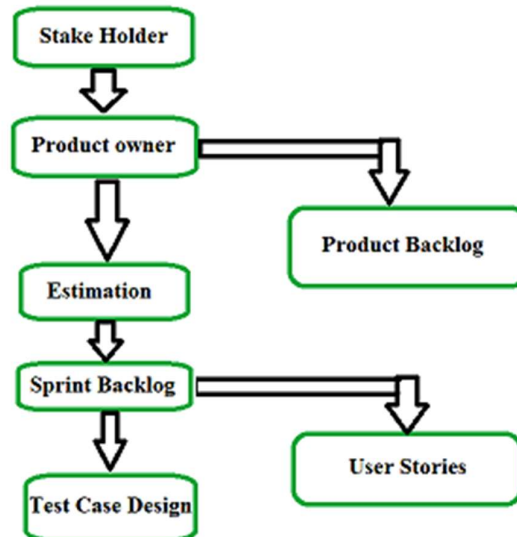 Stake Holder
Product owner
Product Backlog
Estimation
Sprint Backlog
User Stories
Test Case Design